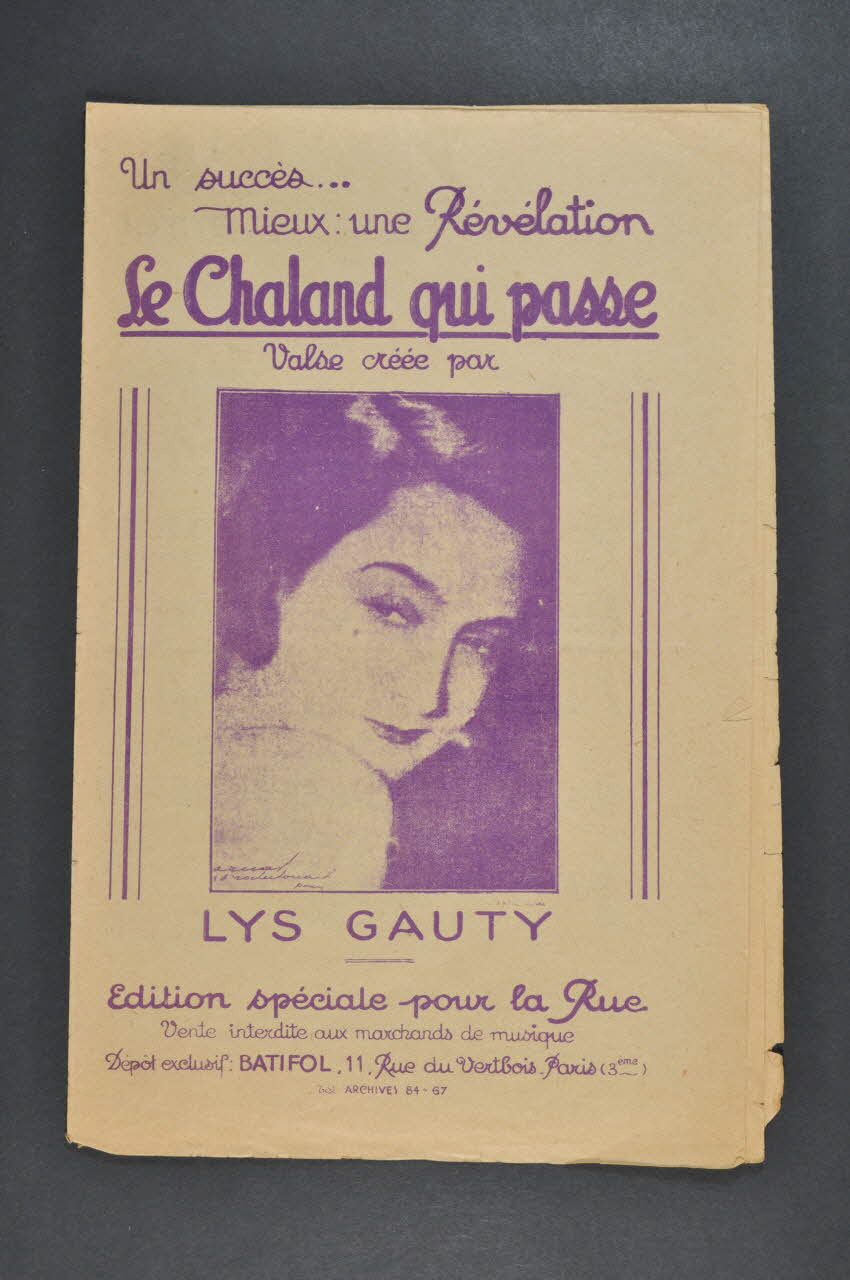 Un succès...
Mieux : une Révélation
Le Chaland qui passe
Valse créée par
LYS GAUTY
Edition spéciale pour la Rue
Vente interdite aux marchands de musique
Dépôt exclusif : BATIFOL, 11, Rue du Vertbois. Paris (3ème)
Tél. ARCHIVES 84-67